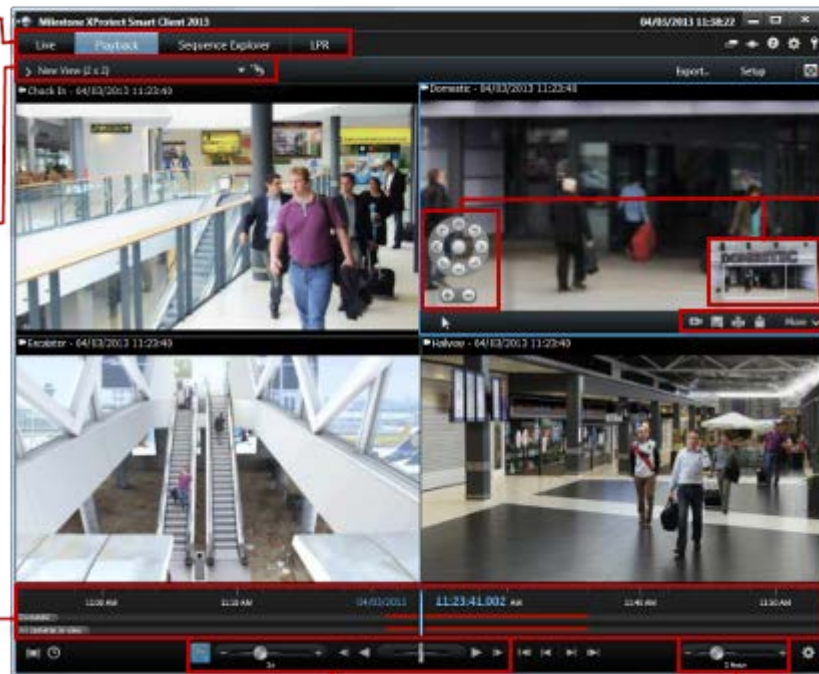 Milestone XProtect Smart Client 2013
04/03/2013 11:38:22
Live
Playback
Sequence Explorer
LPR
New View (2 x 2)
Export...
Setup
Check In - 04/03/2013 11:23:40
Domestic - 04/03/2013 11:23:40
DOMESTIC
More
Escalator - 04/03/2013 11:23:40
Hallway - 04/03/2013 11:23:40
11:00 AM
11:10 AM
04/03/2013
11:23:41.002 AM
11:40 AM
11:50 AM
Domestic
1x
1 Hour